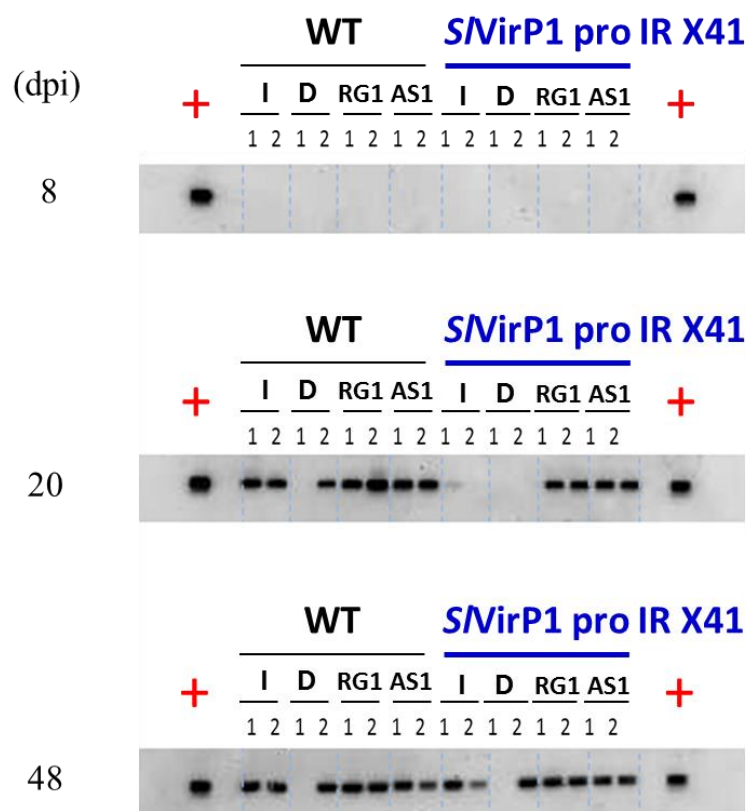 WT SlVirP1 pro IR X41
(dpi) + I D RG1 AS1 I D RG1 AS1 +
1 2 1 2 1 2 1 2 1 2 1 2 1 2 1 2
8
WT SlVirP1 pro IR X41
+ I D RG1 AS1 I D RG1 AS1 +
1 2 1 2 1 2 1 2 1 2 1 2 1 2 1 2
20
WT SlVirP1 pro IR X41
+ I D RG1 AS1 I D RG1 AS1 +
1 2 1 2 1 2 1 2 1 2 1 2 1 2 1 2
48